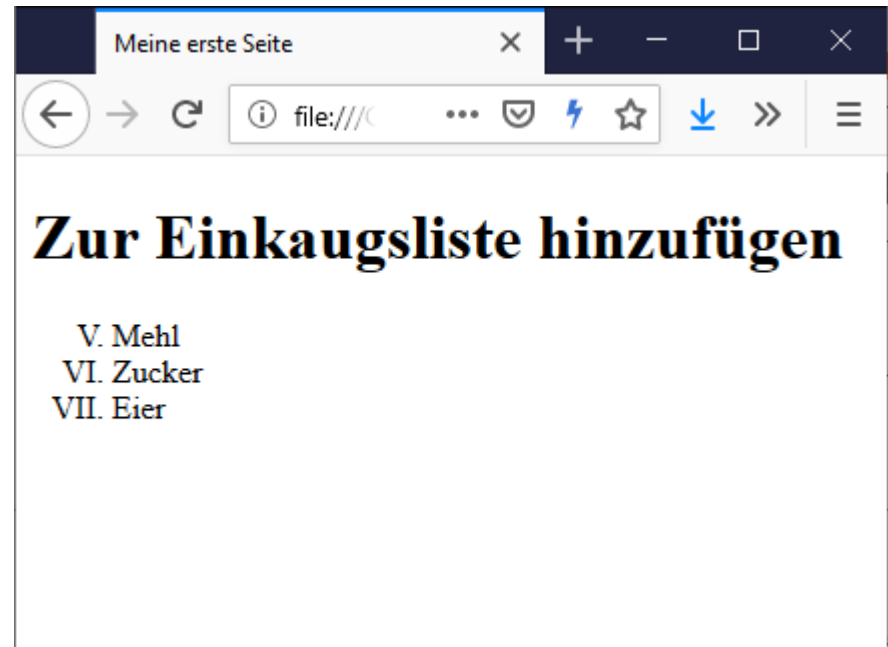 Meine erste Seite
file:///
Zur Einkaugsliste hinzufügen
V. Mehl
VI. Zucker
VII. Eier